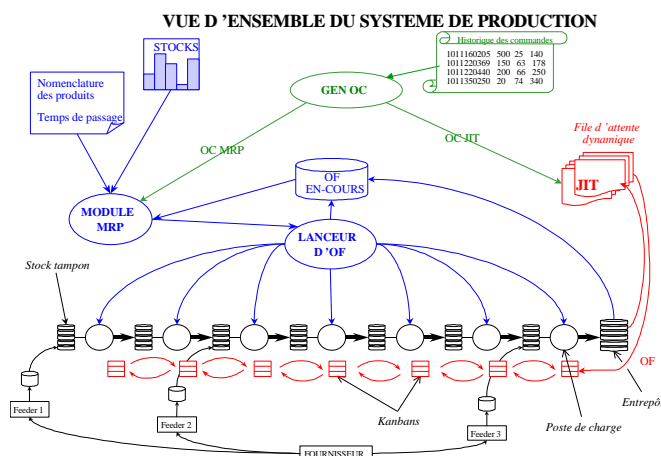 VUE D 'ENSEMBLE DU SYSTEME DE PRODUCTION
STOCKS
Historique des commandes
1011160205 500 25 140
1011220369 150 63 178
1011220440 200 66 250
1011350250 20 74 340
Nomenclature
des produits
Temps de passage
GEN OC
OC MRP
OC JIT
File d 'attente
dynamique
JIT
OF
EN-COURS
MODULE
MRP
LANCEUR
D 'OF
Stock tampon
OF
Entrepô
Feeder 1
Feeder 2
Feeder 3
Kanbans
Poste de charge
FOURNISSEUR